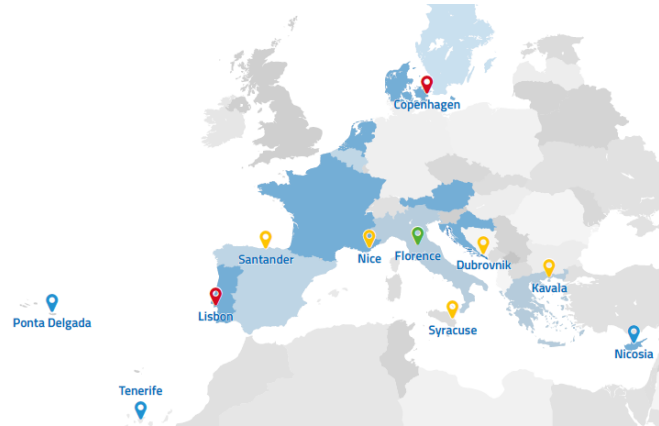 Copenhagen
Santander
Nice
Florence
Dubrovnik
Kavala
Lisbon
Ponta Delgada
Syracuse
Nicosia
Tenerife